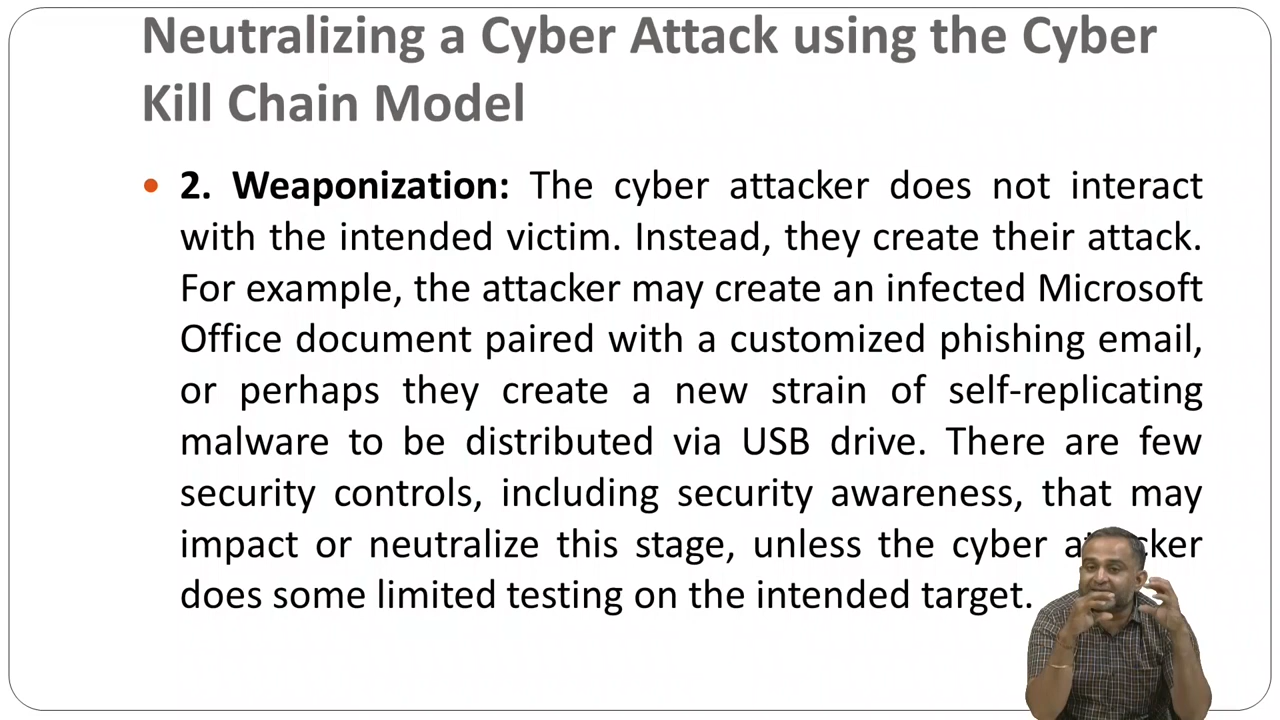 Neutralizing a Cyber Attack using the Cyber
Kill Chain Model
• 2. Weaponization: The cyber attacker does not interact
with the intended victim. Instead, they create their attack.
For example, the attacker may create an infected Microsoft
Office document paired with a customized phishing email,
or perhaps they create a new strain of self-replicating
malware to be distributed via USB drive. There are few
security controls, including security awareness, that may
impact or neutralize this stage, unless the cyber
does some limited testing on the intended target.